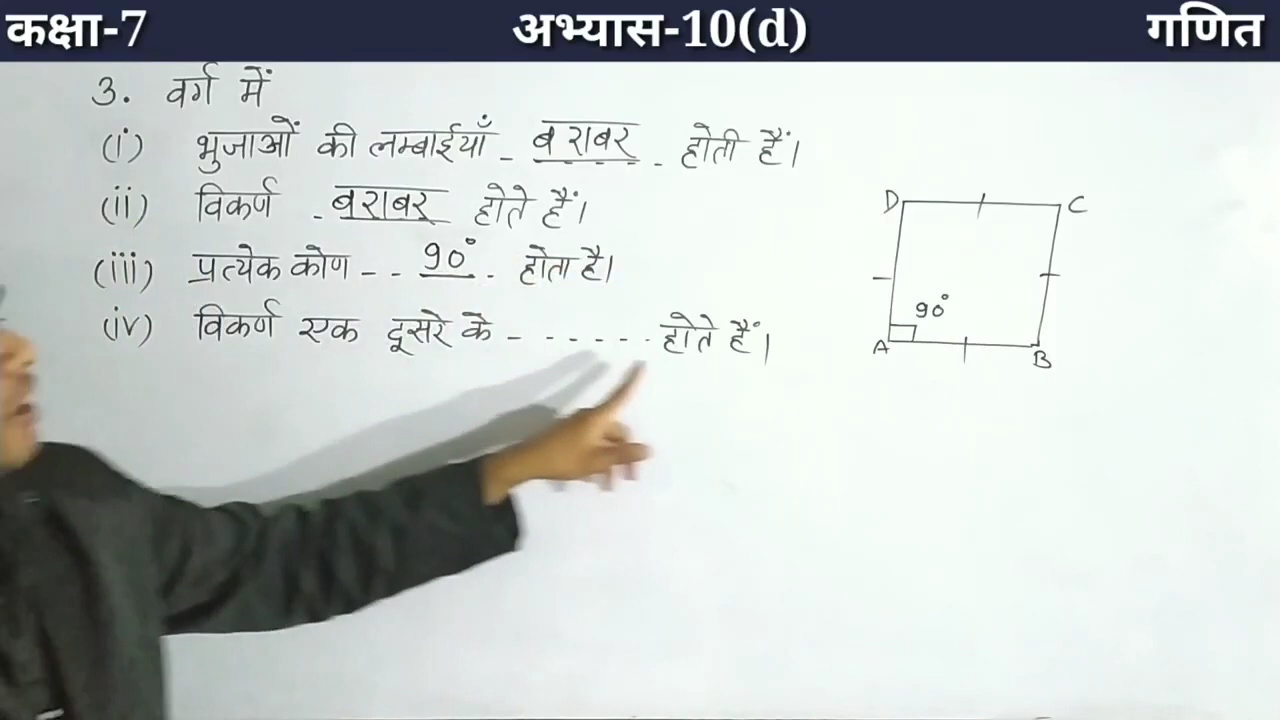 कक्षा-7 अभ्यास-10(d) गणित
3. वर्ग में
(i) भुजाओं की लम्बाईयाँ - बराबर - होती हैं।
(ii) विकर्ण - बराबर होते हैं।
(iii) प्रत्येक कोण - - 90° - होता है।
(iv) विकर्ण एक दूसरे के - - - - - - - होते हैं।
D C
90°
A B